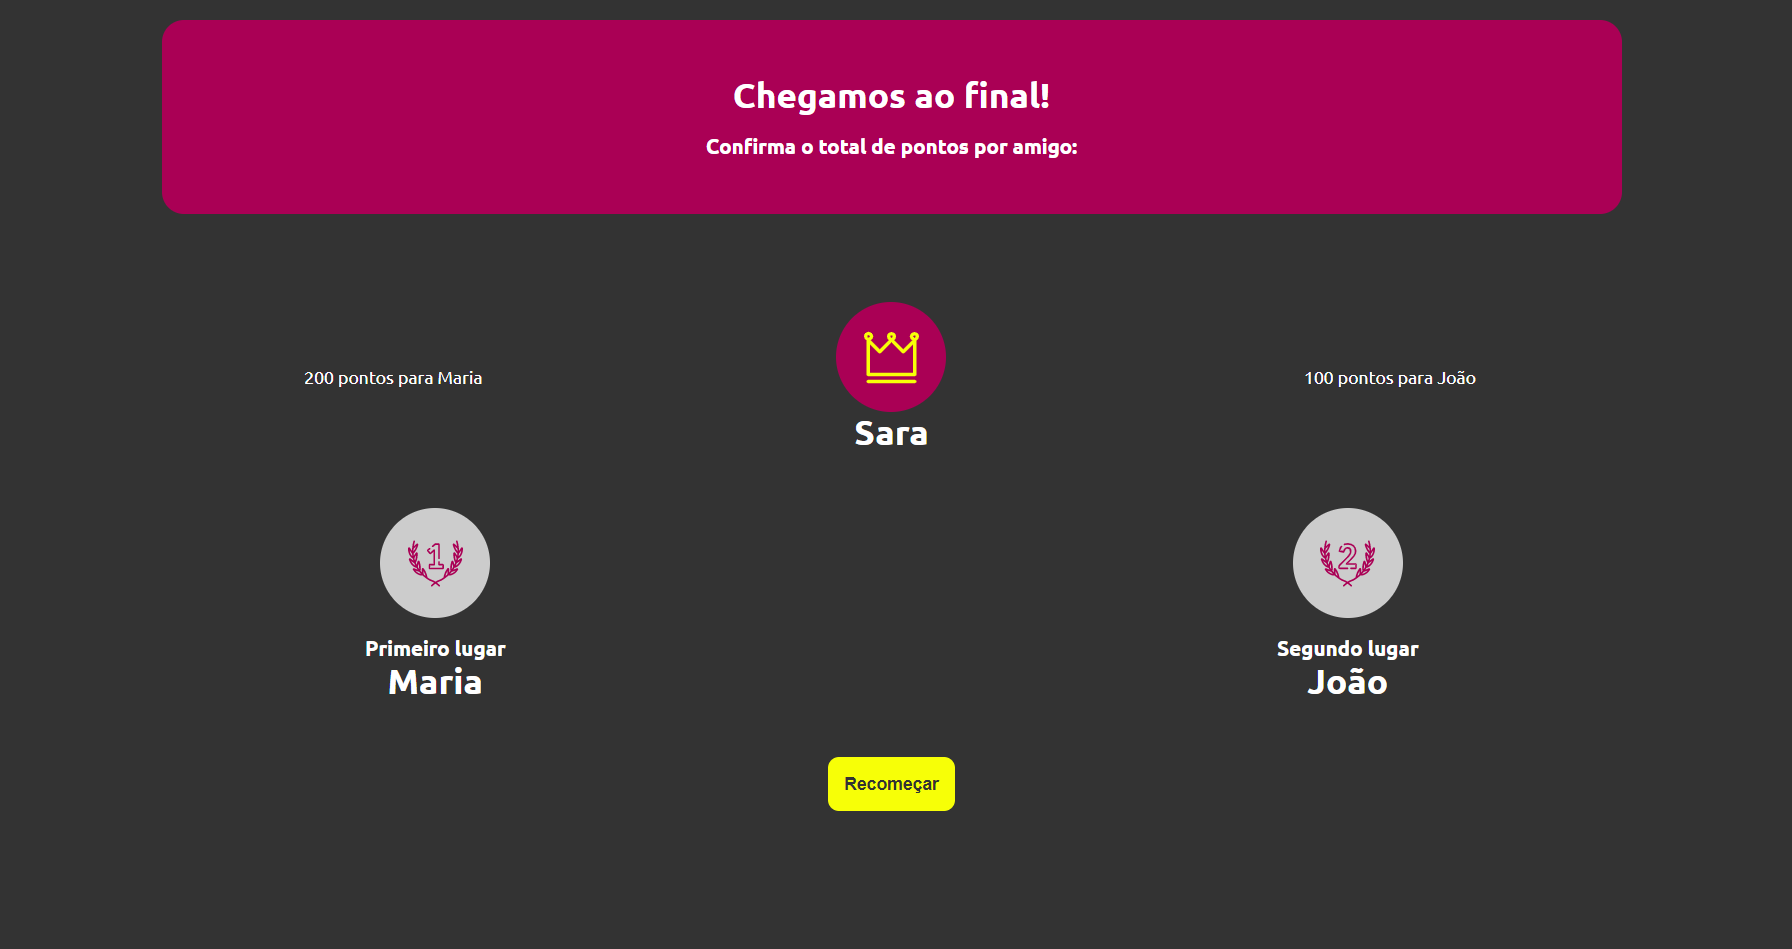 Chegamos ao final!
Confirma o total de pontos por amigo:
200 pontos para Maria
Sara
100 pontos para João
1
Primeiro lugar
Maria
2
Segundo lugar
João
Recomeçar